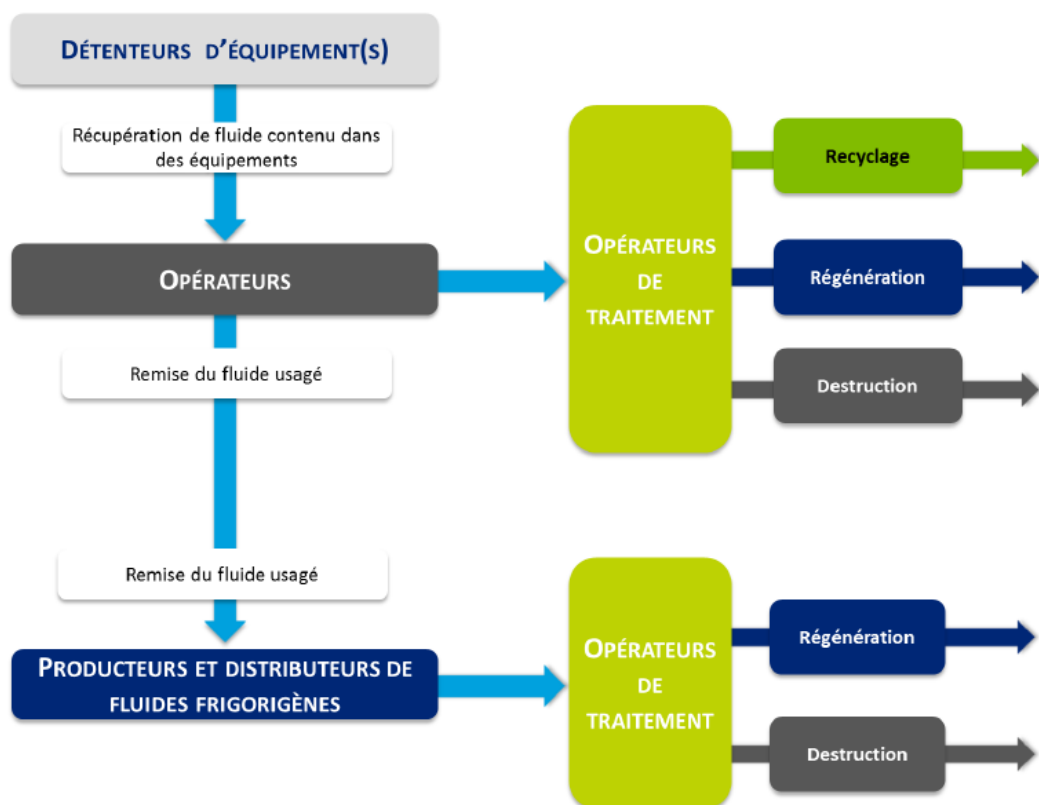 DÉTENTEURS D'ÉQUIPEMENT(S)
Récupération de fluide contenu dans
des équipements
OPÉRATEURS
Remise du fluide usagé
OPÉRATEURS
DE
TRAITEMENT
Recyclage
Régénération
Destruction
Remise du fluide usagé
PRODUCTEURS ET DISTRIBUTEURS DE
FLUIDES FRIGORIGÈNES
OPÉRATEURS
DE
TRAITEMENT
Régénération
Destruction